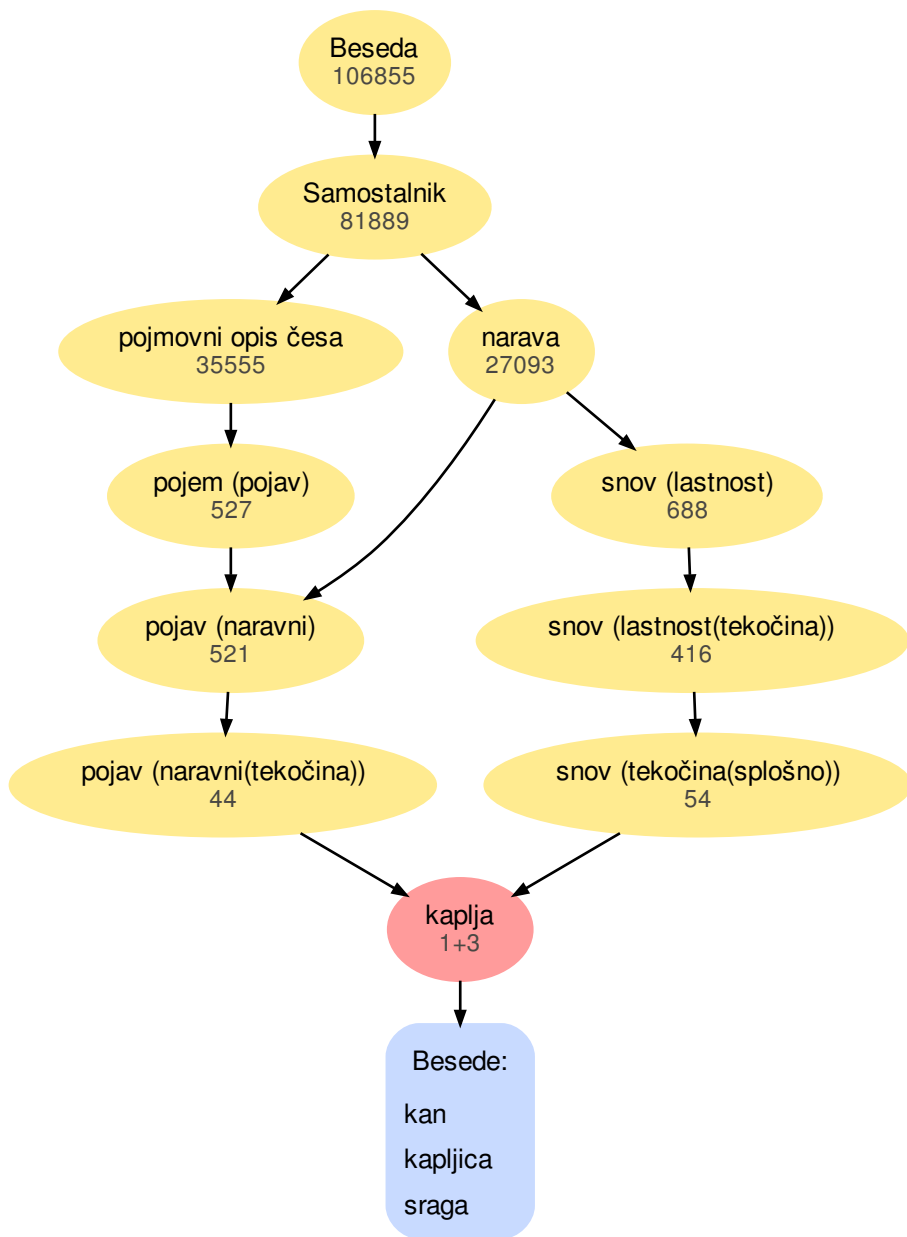 Beseda
106855
Samostalnik
81889
pojmovni opis česa
35555
narava
27093
pojem (pojav)
527
snov (lastnost)
688
pojav (naravni)
521
snov (lastnost(tekočina))
416
pojav (naravni(tekočina))
44
snov (tekočina(splošno))
54
kaplja
1+3
Besede:
kan
kapljica
sraga